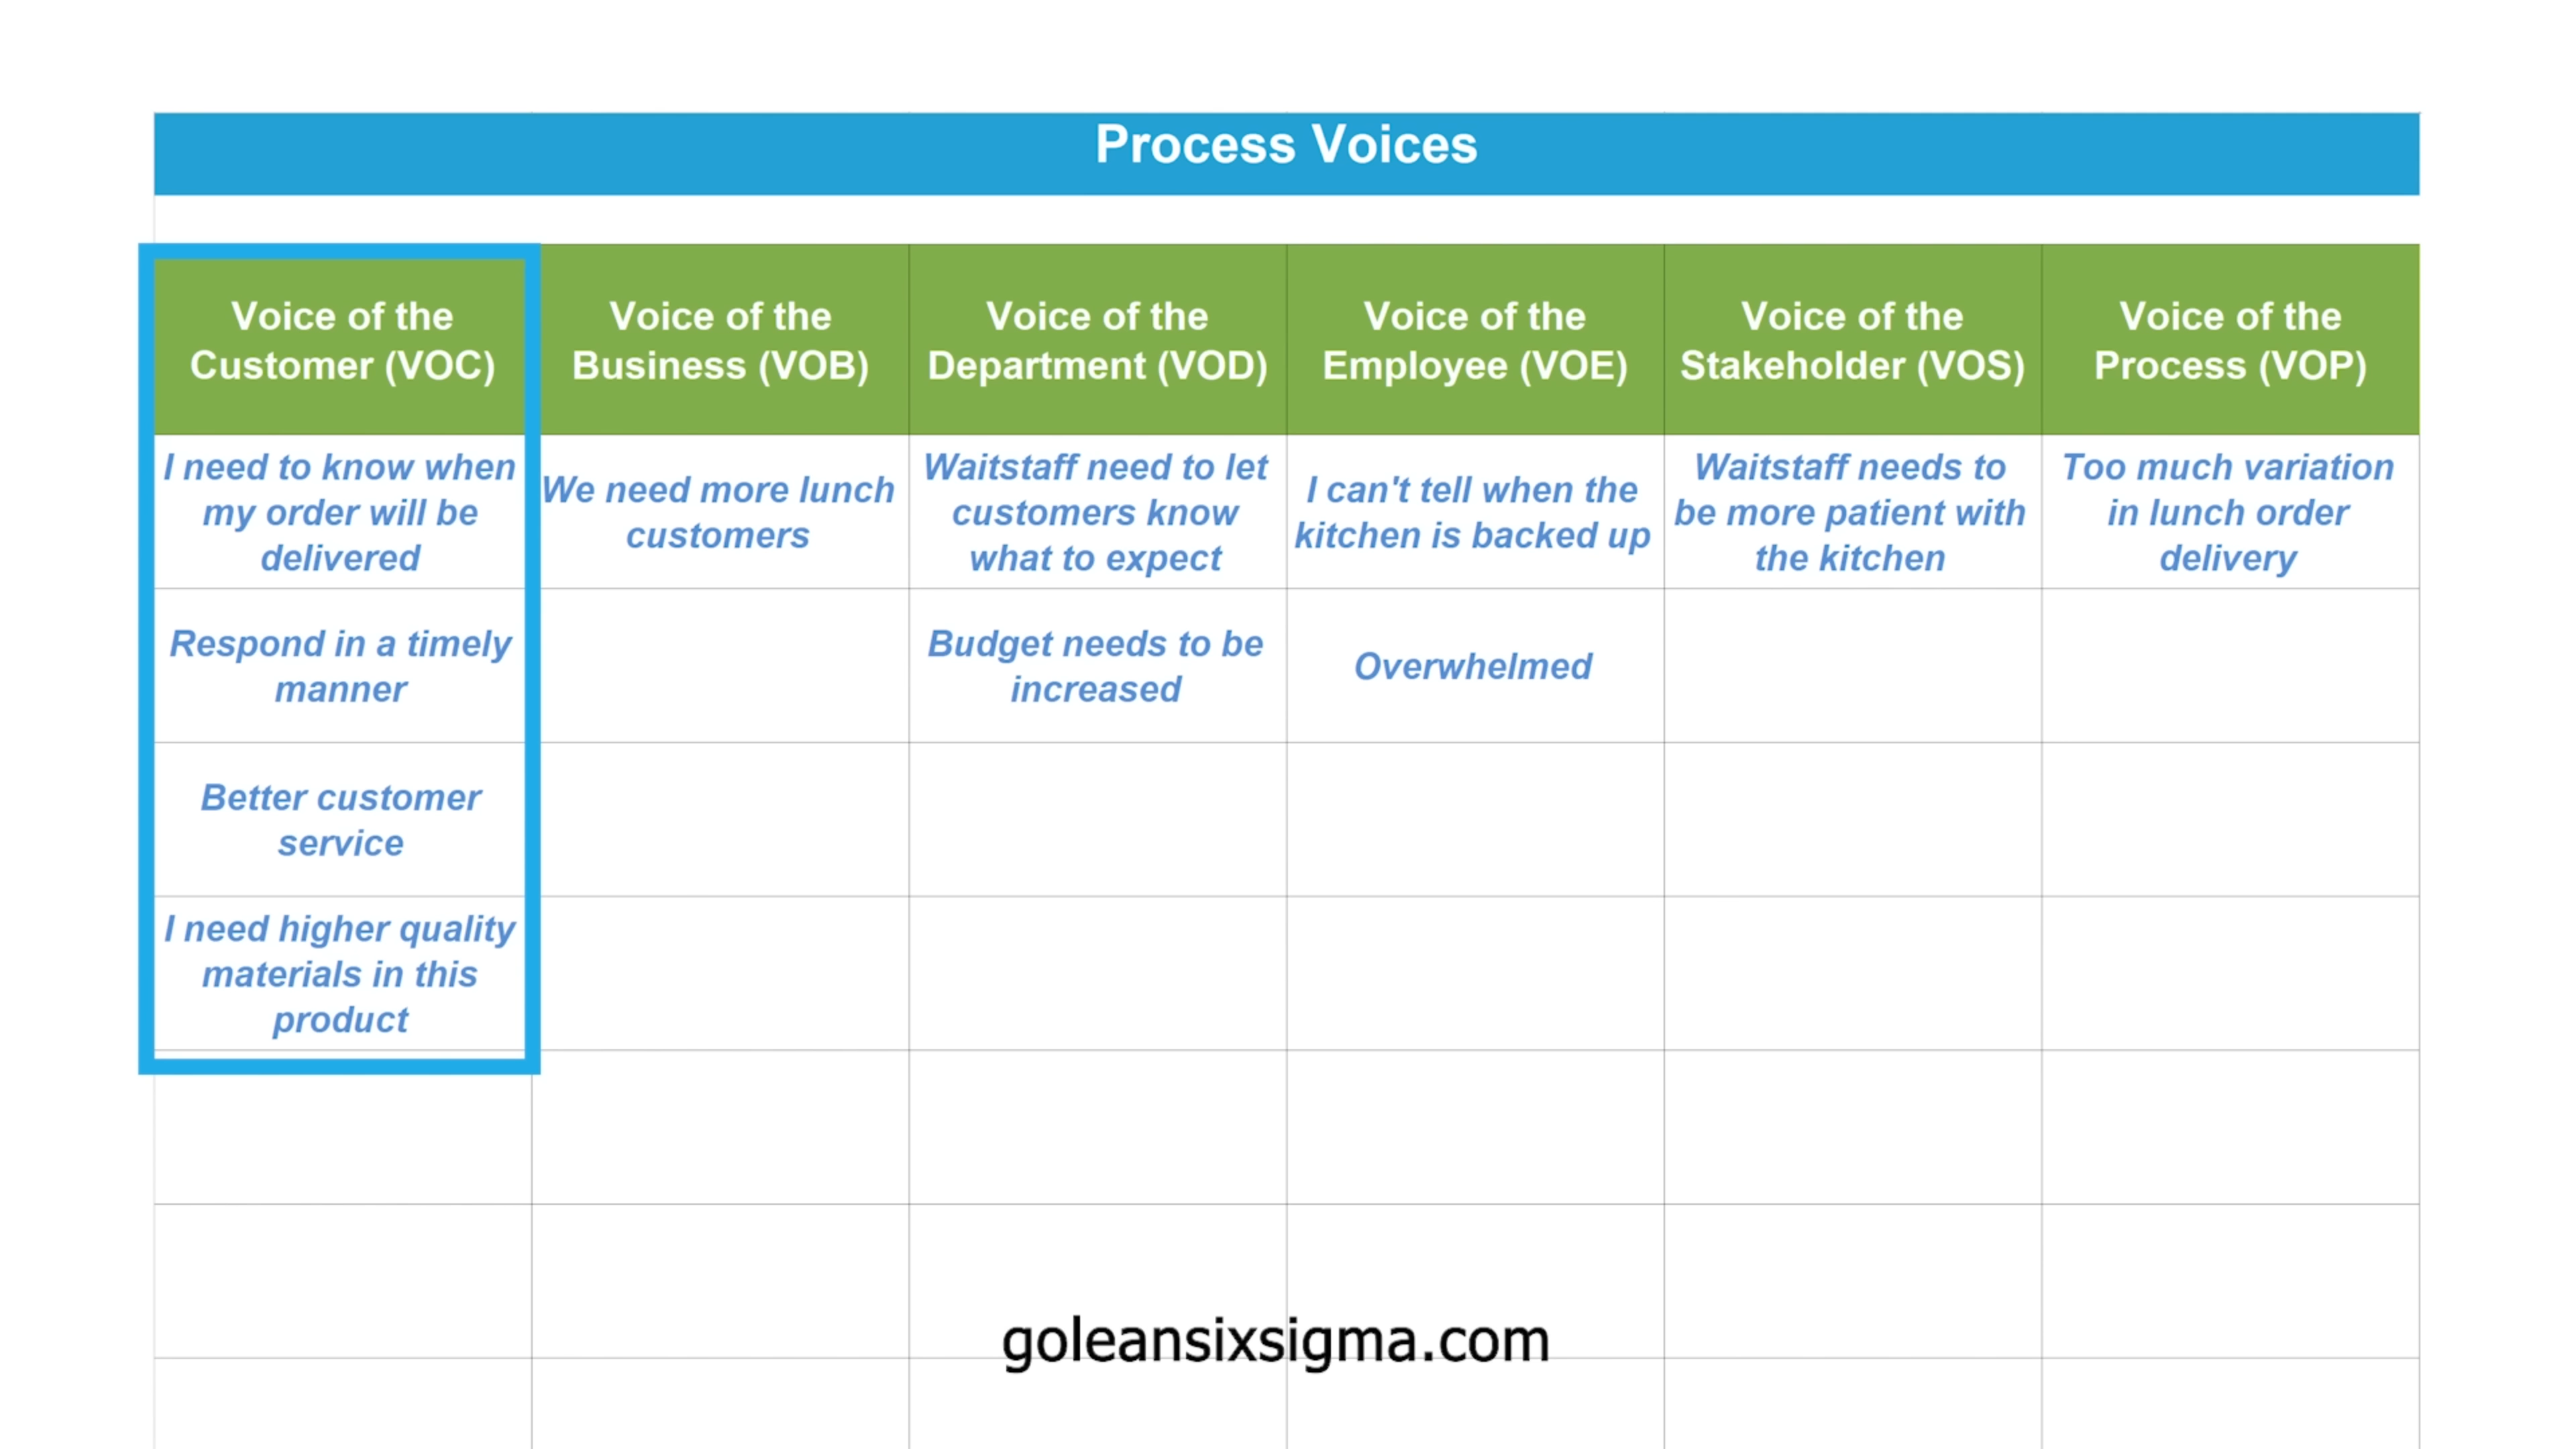 Process Voices
Voice of the
Customer (VOC)
Voice of the
Business (VOB)
Voice of the
Department (VOD)
Voice of the
Employee (VOE)
Voice of the
Stakeholder (VOS)
Voice of the
Process (VOP)
I need to know when
my order will be
delivered
We need more lunch
customers
Waitstaff need to let
customers know
what to expect
I can't tell when the
kitchen is backed up
Waitstaff needs to
be more patient with
the kitchen
Too much variation
in lunch order
delivery
Respond in a timely
manner
Budget needs to be
increased
Overwhelmed
Better customer
service
I need higher quality
materials in this
product
goleansixsigma.com